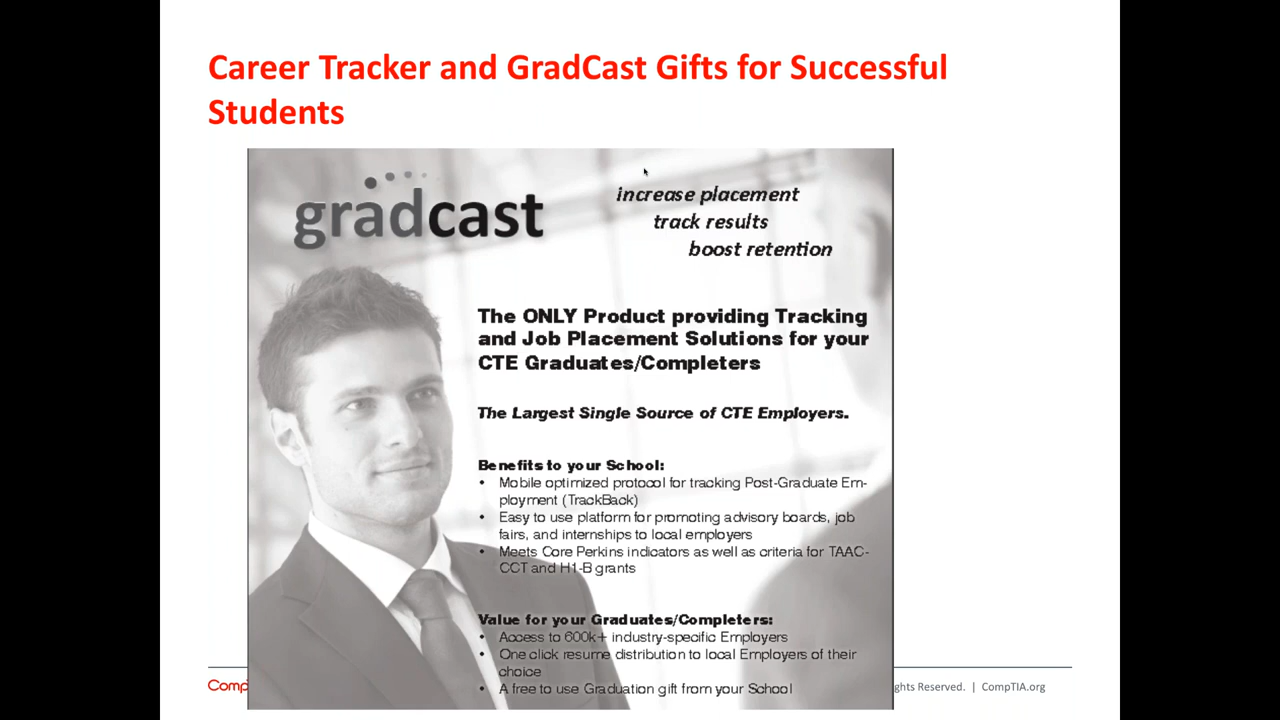 Career Tracker and GradCast Gifts for Successful
Students
gradcast
increase placement
track results
boost retention
The ONLY Product providing Tracking
and Job Placement Solutions for your
CTE Graduates/Completers
The Largest Single Source of CTE Employers.
Benefits to your School:
• Mobile optimized protocol for tracking Post-Graduate Em-
ployment (TrackBack)
• Easy to use platform for promoting advisory boards, job
fairs, and internships to local employers
• Meets Core Perkins indicators as well as criteria for TAAC-
CCT and H1-B grants
Value for your Graduates/Completers:
• Access to 600k+ industry-specific Employers
• One click resume distribution to local Employers of their
choice
• A free to use Graduation gift from your School
Comp
ghts Reserved. | CompTIA.org